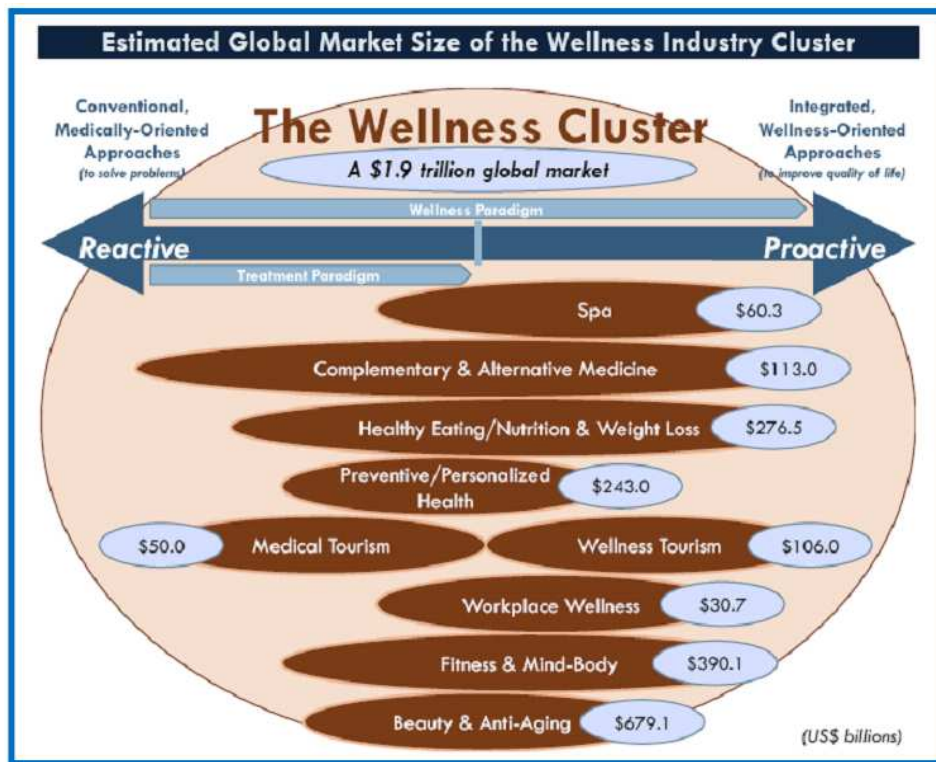 Estimated Global Market Size of the Wellness Industry Cluster
Conventional,
Medically-Oriented
Approaches
(to solve problems)
The Wellness Cluster
A $1.9 trillion global market
Integrated,
Wellness-Oriented
Approaches
(to improve quality of life)
Wellness Paradigm
Reactive
Proactive
Treatment Paradigm
Spa $60.3
Complementary & Alternative Medicine $113.0
Healthy Eating/Nutrition & Weight Loss $276.5
Preventive/Personalized
Health
$243.0
$50.0 Medical Tourism Wellness Tourism $106.0
Workplace Wellness $30.7
Fitness & Mind-Body $390.1
Beauty & Anti-Aging $679.1
(US$ billions)